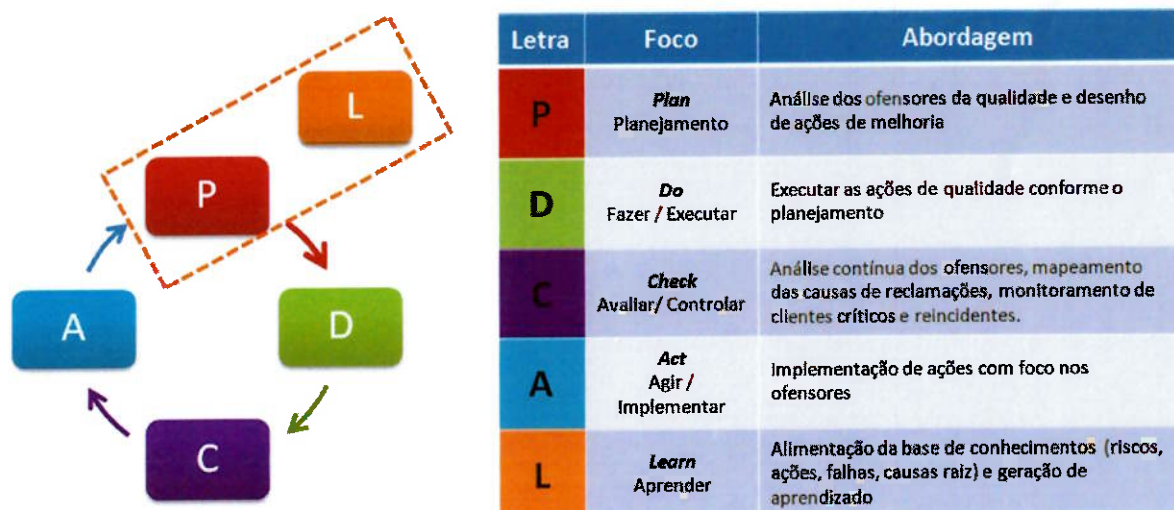 L
P
A
D
C
Letra Foco Abordagem
P
Plan
Planejamento
Análise dos ofensores da qualidade e desenho
de ações de melhoria
D
Do
Fazer / Executar
Executar as ações de qualidade conforme o
planejamento
C
Check
Avaliar/ Controlar
Análise contínua dos ofensores, mapeamento
das causas de reclamações, monitoramento de
clientes críticos e reincidentes.
A
Act
Agir /
Implementar
Implementação de ações com foco nos
ofensores
L
Learn
Aprender
Alimentação da base de conhecimentos (riscos,
ações, falhas, causas raiz) e geração de
aprendizado